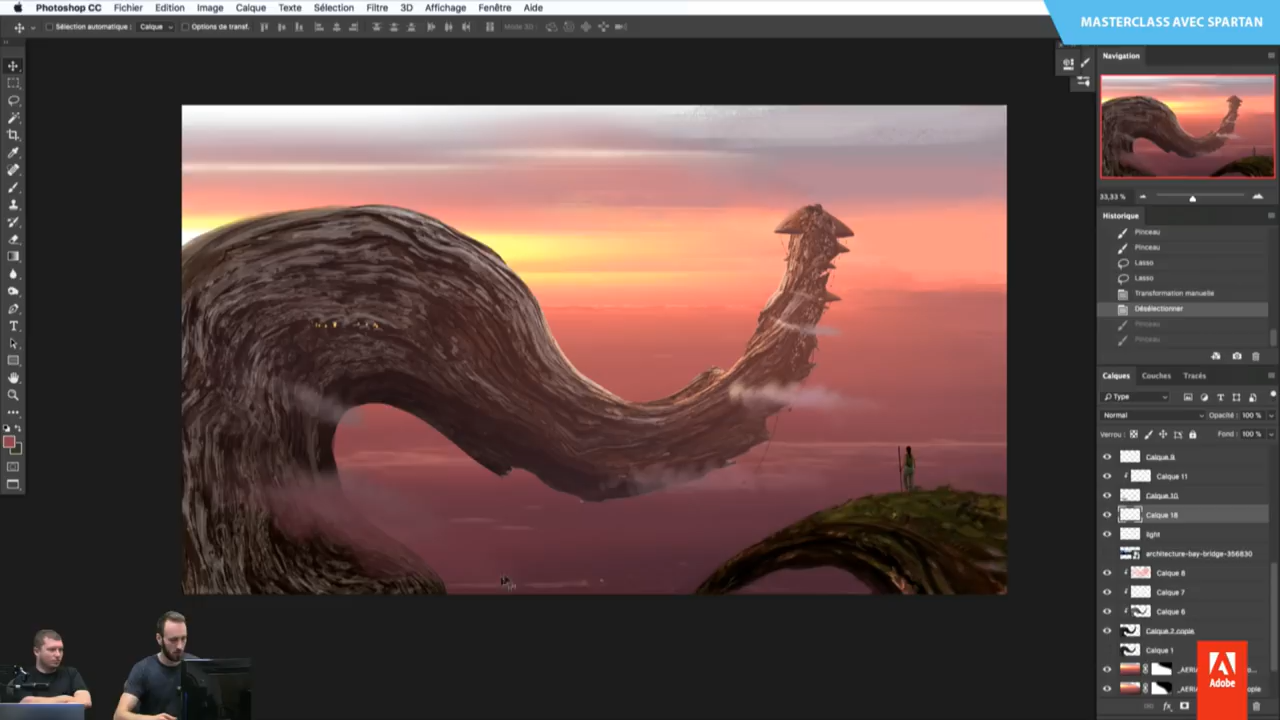 Photoshop CC Fichier Edition Image Calque Texte Sélection Filtre 3D Affichage Fenêtre Aide
MASTERCLASS AVEC SPARTAN
Sélection automatique : Calque Options de transf. Mode 3D :
Navigation
33,33 %
Historique
Pinceau
Pinceau
Lasso
Lasso
Transformation manuelle
Désélectionner
Pinceau
Pinceau
Calques Couches Tracés
Type
Normal Opacité : 100 %
Verrou : Fond : 100 %
Calque 9
Calque 11
Calque 10
Calque 18
light
architecture-bay-bridge-356830
Calque 8
Calque 7
Calque 6
Calque 2 copie
Calque 1
Adobe